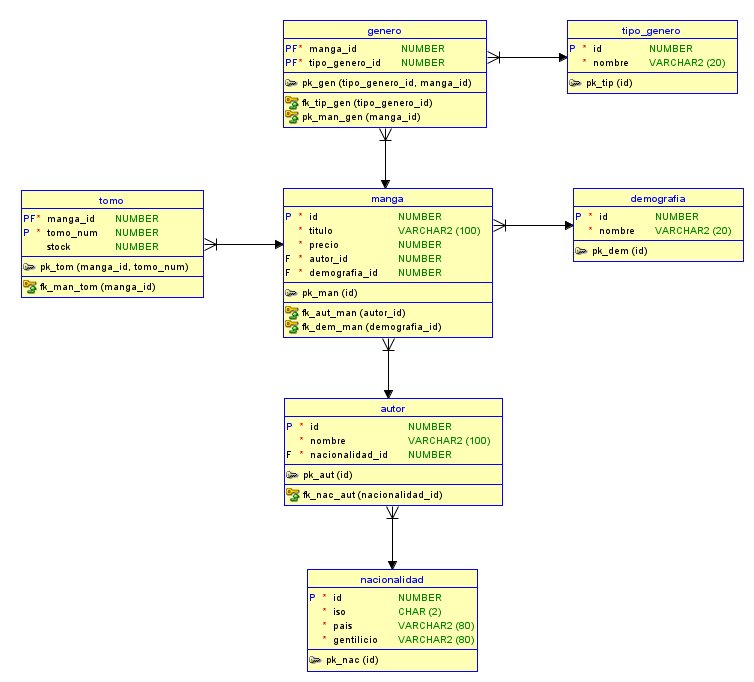 genero
PF* manga_id NUMBER
PF* tipo_genero_id NUMBER
pk_gen (tipo_genero_id, manga_id)
fk_tip_gen (tipo_genero_id)
pk_man_gen (manga_id)
tipo_genero
P * id NUMBER
* nombre VARCHAR2 (20)
pk_tip (id)
tomo
PF* manga_id NUMBER
P * tomo_num NUMBER
stock NUMBER
pk_tom (manga_id, tomo_num)
fk_man_tom (manga_id)
manga
P * id NUMBER
* titulo VARCHAR2 (100)
* precio NUMBER
F * autor_id NUMBER
F * demografia_id NUMBER
pk_man (id)
fk_aut_man (autor_id)
fk_dem_man (demografia_id)
demografia
P * id NUMBER
* nombre VARCHAR2 (20)
pk_dem (id)
autor
P * id NUMBER
* nombre VARCHAR2 (100)
F * nacionalidad_id NUMBER
pk_aut (id)
fk_nac_aut (nacionalidad_id)
nacionalidad
P * id NUMBER
* iso CHAR (2)
* pais VARCHAR2 (80)
* gentilicio VARCHAR2 (80)
pk_nac (id)